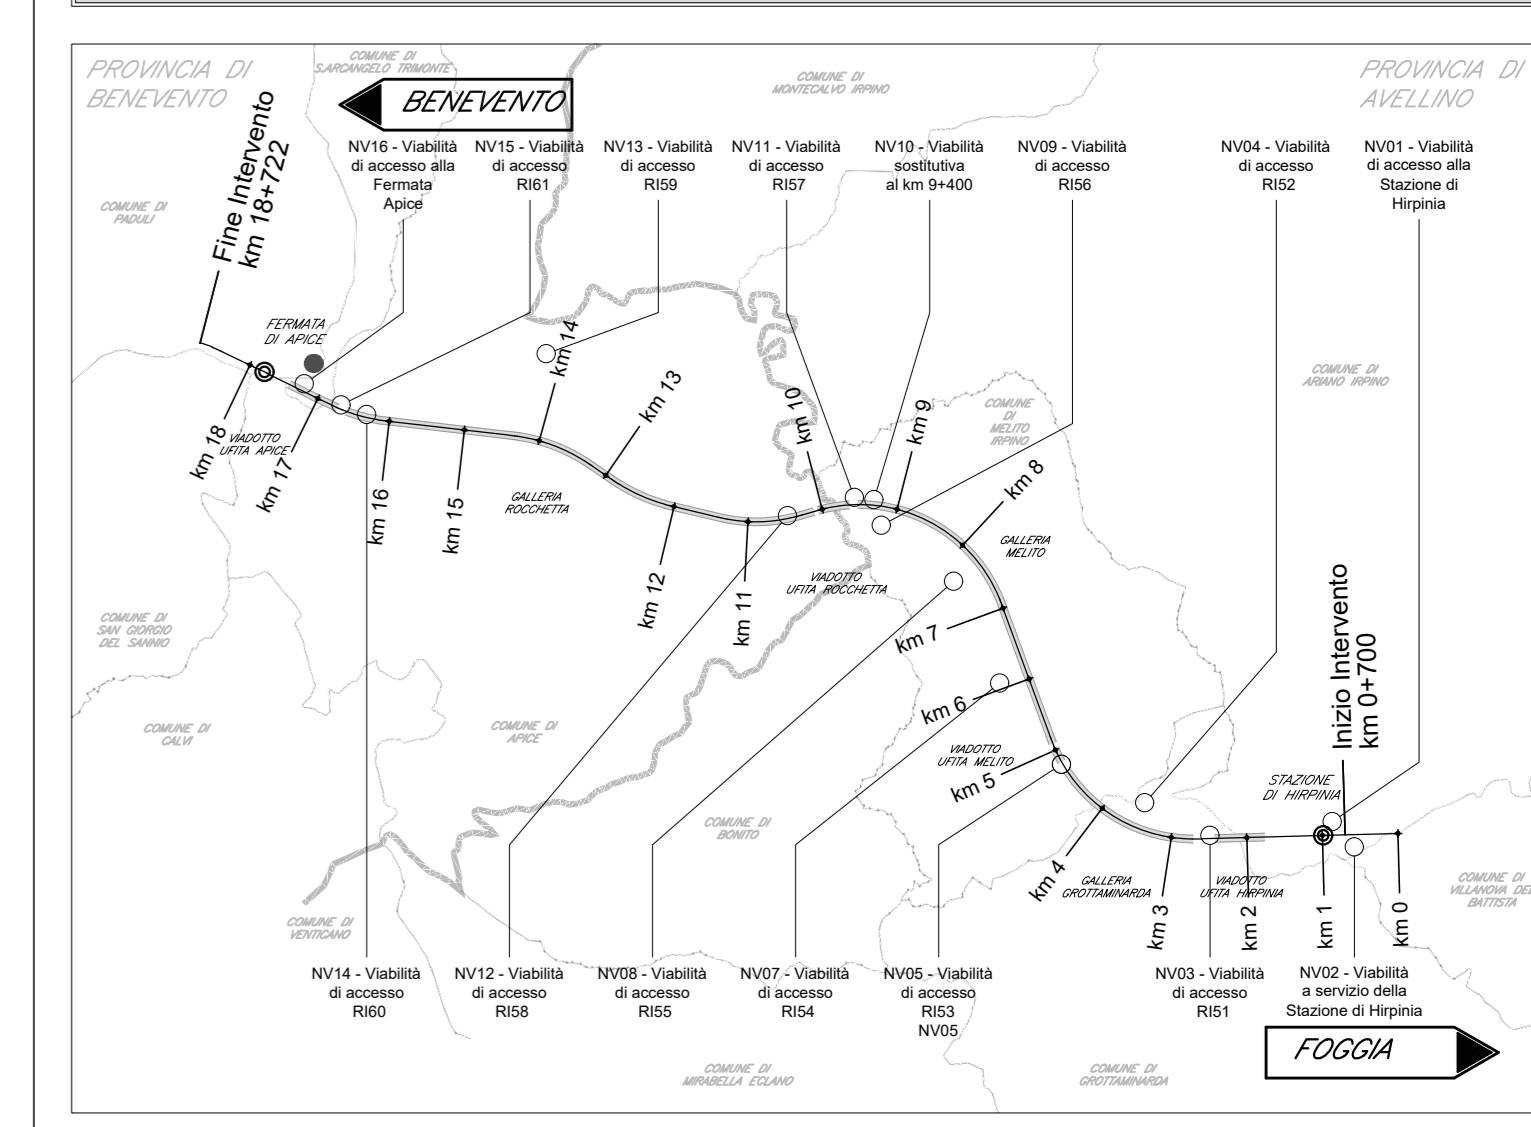 PROVINCIA DI
BENEVENTO
COMUNE DI
S.ARCANGELO TRIMONTE
BENEVENTO
COMUNE DI
MONTECALVO IRPINO
PROVINCIA DI
AVELLINO
Fine Intervento
km 18+722
NV16 - Viabilità
di accesso alla
Fermata
Apice
NV15 - Viabilità
di accesso
RI61
NV13 - Viabilità
di accesso
RI59
NV11 - Viabilità
di accesso
RI57
NV10 - Viabilità
sostitutiva
al km 9+400
NV09 - Viabilità
di accesso
RI56
NV04 - Viabilità
di accesso
RI52
NV01 - Viabilità
di accesso alla
Stazione di
Hirpinia
COMUNE DI
PADULI
FERMATA
DI APICE
COMUNE DI
ARIANO IRPINO
COMUNE
DI
MELITO
IRPINO
km 18
VIADOTTO
UFITA APICE
km 17
km 16
km 15
km 14
km 13
km 12
km 11
km 10
km 9
km 8
km 7
km 6
km 5
km 4
km 3
km 2
km 1
km 0
GALLERIA
ROCCHETTA
GALLERIA
MELITO
VIADOTTO
UFITA ROCCHETTA
COMUNE DI
SAN GIORGIO
DEL SANNIO
COMUNE DI
CALVI
COMUNE DI
APICE
VIADOTTO
UFITA MELITO
Inizio Intervento
km 0+700
STAZIONE
DI HIRPINIA
COMUNE DI
BONITO
GALLERIA
GROTTAMINARDA
VIADOTTO
UFITA HIRPINIA
COMUNE DI
VILLANOVA DEL
BATTISTA
COMUNE DI
VENTICANO
NV14 - Viabilità
di accesso
RI60
NV12 - Viabilità
di accesso
RI58
NV08 - Viabilità
di accesso
RI55
NV07 - Viabilità
di accesso
RI54
NV05 - Viabilità
di accesso
RI53
NV05
NV03 - Viabilità
di accesso
RI51
NV02 - Viabilità
a servizio della
Stazione di Hirpinia
FOGGIA
COMUNE DI
MIRABELLA ECLANO
COMUNE DI
GROTTAMINARDA